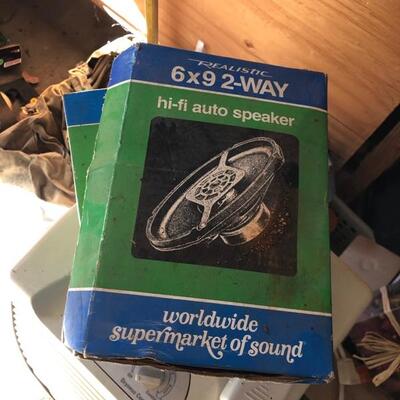 REALISTIC
6x9 2-WAY
hi-fi auto speaker
worldwide
supermarket of sound